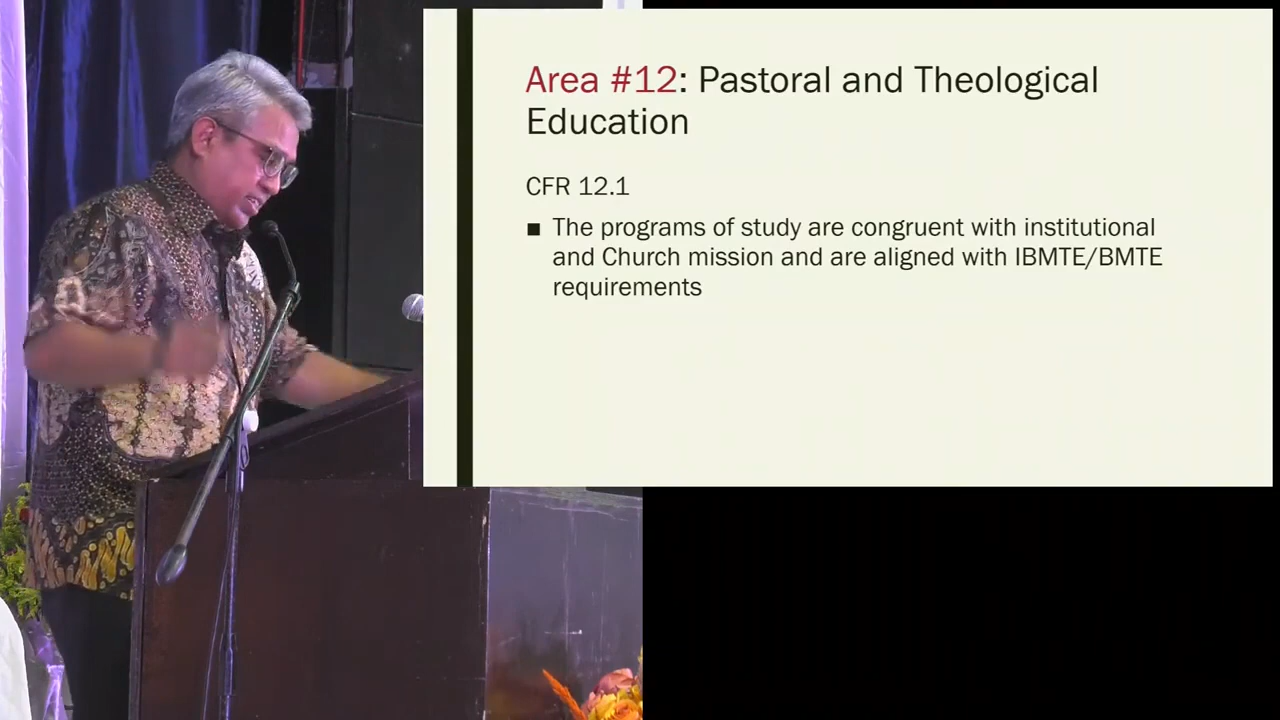 Area #12: Pastoral and Theological
Education
CFR 12.1
■ The programs of study are congruent with institutional
and Church mission and are aligned with IBMTE/BMTE
requirements